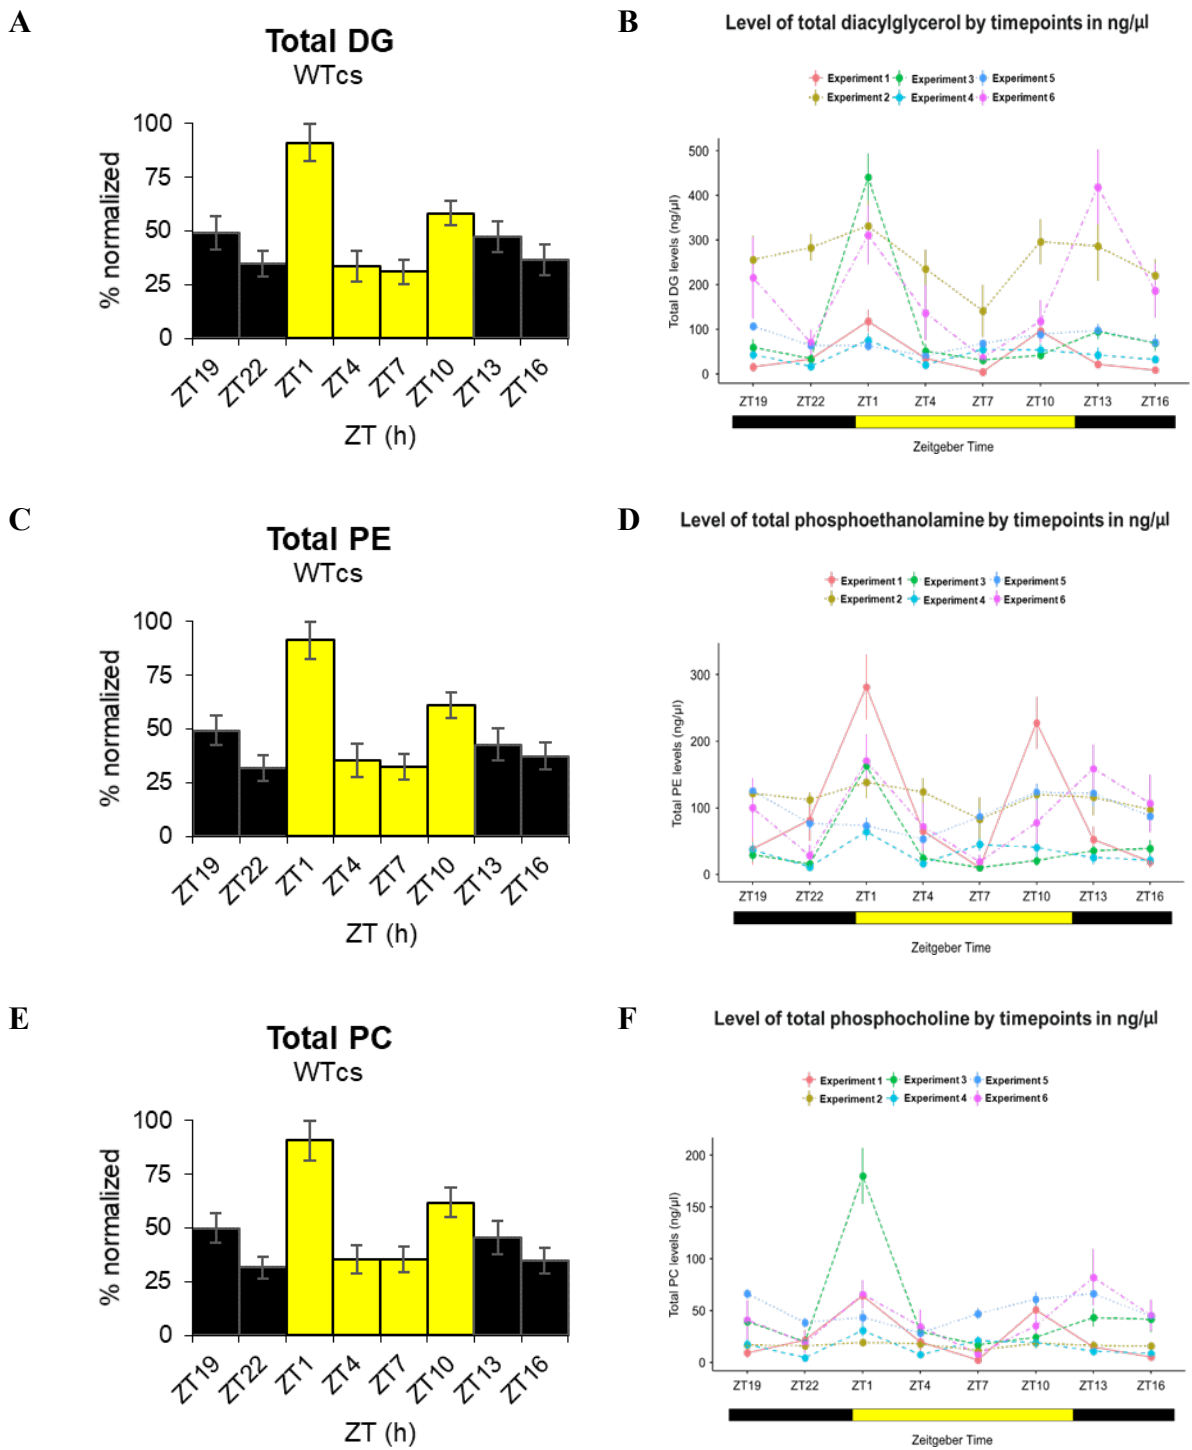 A
Total DG
WTcs
% normalized
100
75
50
25
0
ZT19 ZT22 ZT1 ZT4 ZT7 ZT10 ZT13 ZT16
ZT (h)
B
Level of total diacylglycerol by timepoints in ng/µl
Experiment 1 Experiment 3 Experiment 5
Experiment 2 Experiment 4 Experiment 6
Total DG levels (ng/µl)
500
400
300
200
100
0
ZT19 ZT22 ZT1 ZT4 ZT7 ZT10 ZT13 ZT16
Zeitgeber Time
C
Total PE
WTcs
% normalized
100
75
50
25
0
ZT19 ZT22 ZT1 ZT4 ZT7 ZT10 ZT13 ZT16
ZT (h)
D
Level of total phosphoethanolamine by timepoints in ng/µl
Experiment 1 Experiment 3 Experiment 5
Experiment 2 Experiment 4 Experiment 6
Total PE levels (ng/µl)
300
200
100
0
ZT19 ZT22 ZT1 ZT4 ZT7 ZT10 ZT13 ZT16
Zeitgeber Time
E
Total PC
WTcs
% normalized
100
75
50
25
0
ZT19 ZT22 ZT1 ZT4 ZT7 ZT10 ZT13 ZT16
ZT (h)
F
Level of total phosphocholine by timepoints in ng/µl
Experiment 1 Experiment 3 Experiment 5
Experiment 2 Experiment 4 Experiment 6
Total PC levels (ng/µl)
200
150
100
50
0
ZT19 ZT22 ZT1 ZT4 ZT7 ZT10 ZT13 ZT16
Zeitgeber Time